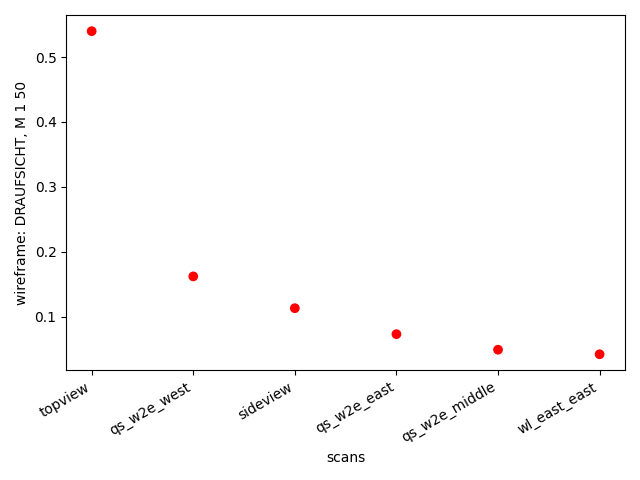 wireframe: DRAUFSICHT, M 1 50
0.5
0.4
0.3
0.2
0.1
topview
qs_w2e_west
sideview
qs_w2e_east
qs_w2e_middle
wl_east_east
scans